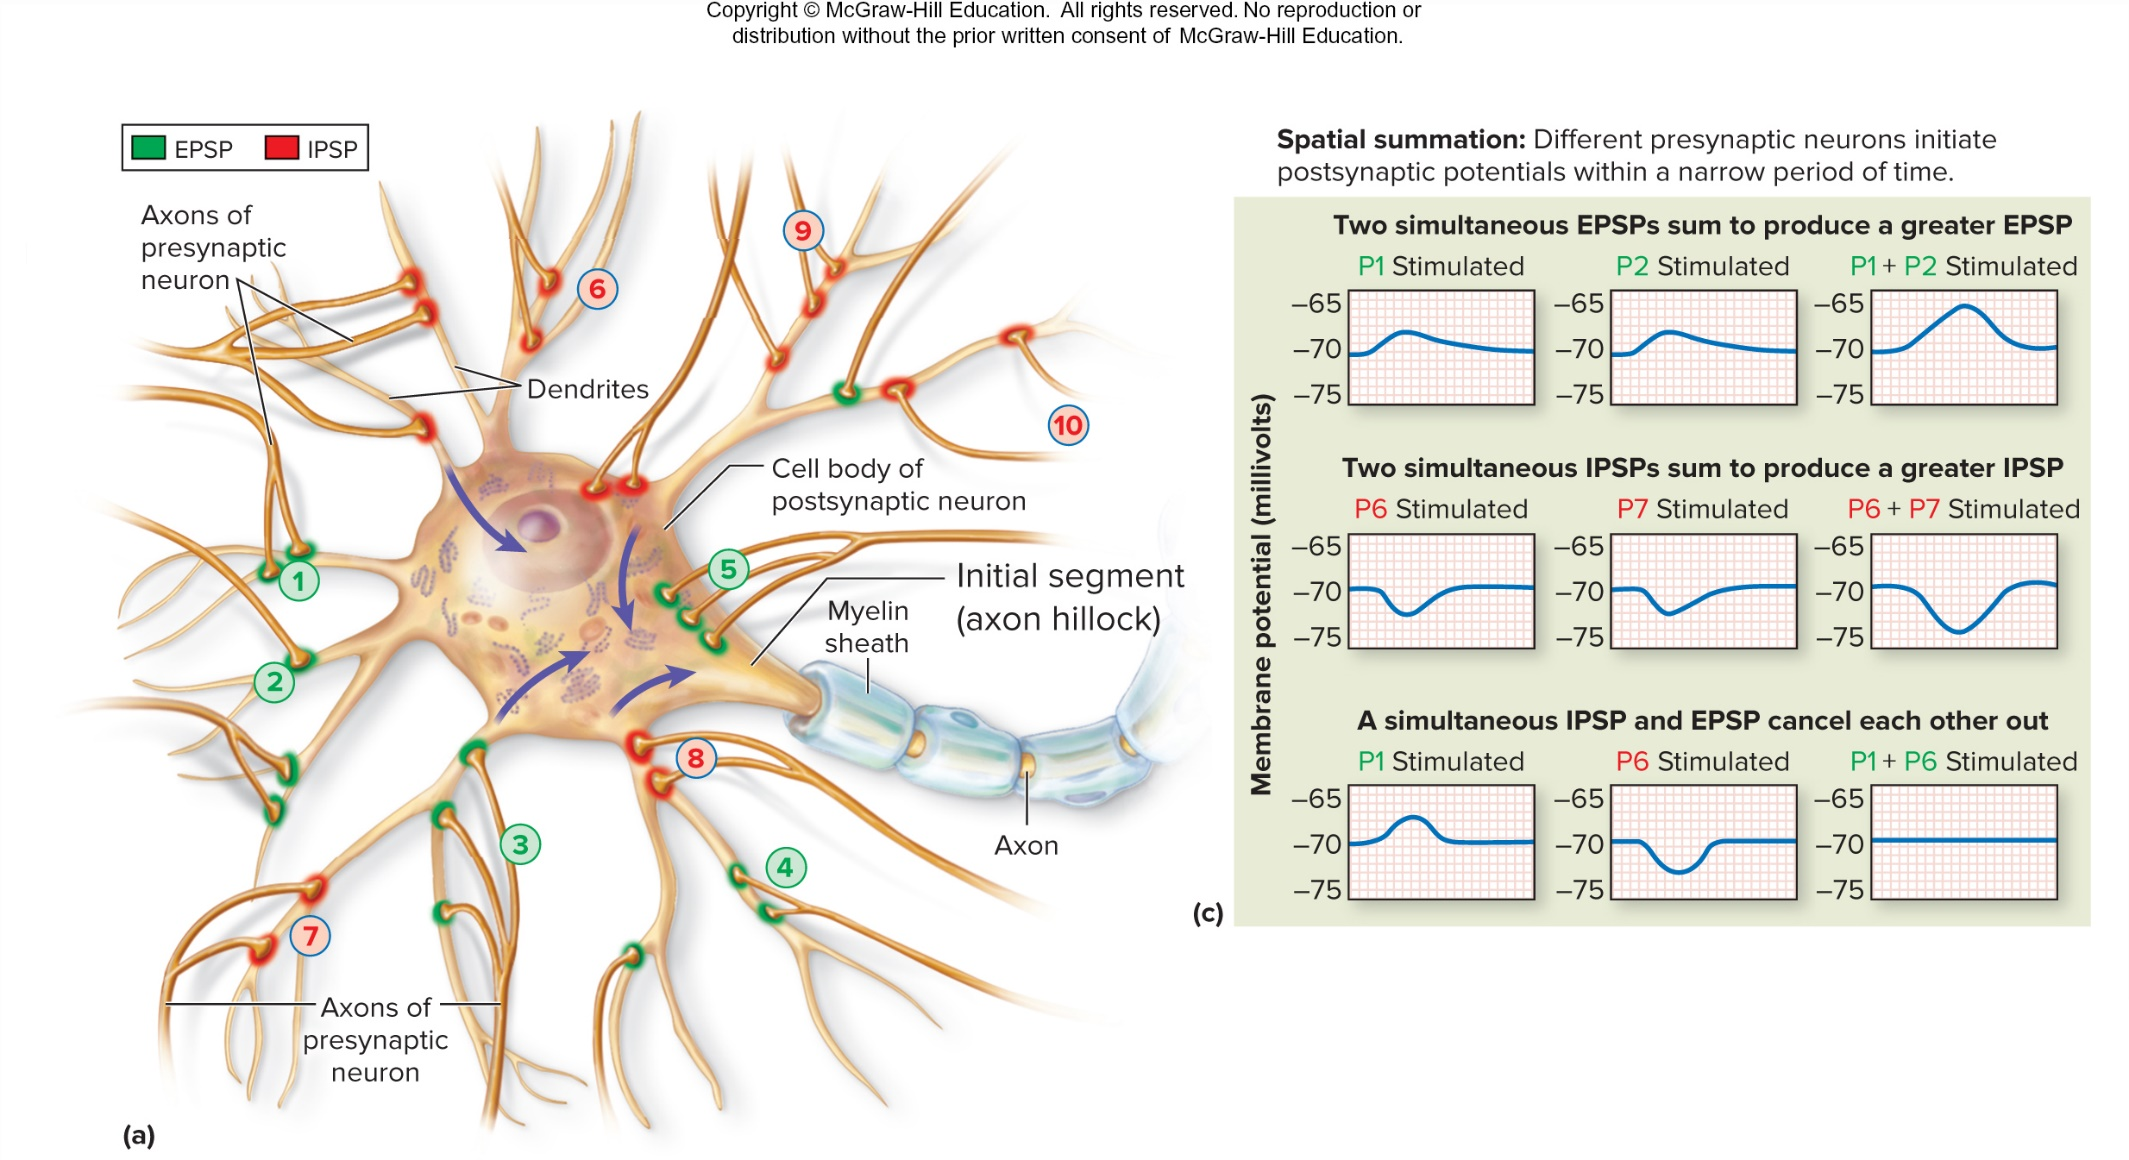 Copyright © McGraw-Hill Education.  All rights reserved. No reproduction or
distribution without the prior written consent of McGraw-Hill Education.
EPSP
IPSP
Axons of
presynaptic
neuron
Dendrites
Cell body of
postsynaptic neuron
Initial segment
(axon hillock)
Myelin
sheath
Axon
Axons of
presynaptic
neuron
1
2
3
4
5
6
7
8
9
10
(a)
Spatial summation: Different presynaptic neurons initiate
postsynaptic potentials within a narrow period of time.
Membrane potential (millivolts)
Two simultaneous EPSPs sum to produce a greater EPSP
P1 Stimulated
–65
–70
–75
P2 Stimulated
–65
–70
–75
P1 + P2 Stimulated
–65
–70
–75
Two simultaneous IPSPs sum to produce a greater IPSP
P6 Stimulated
–65
–70
–75
P7 Stimulated
–65
–70
–75
P6 + P7 Stimulated
–65
–70
–75
A simultaneous IPSP and EPSP cancel each other out
P1 Stimulated
–65
–70
–75
P6 Stimulated
–65
–70
–75
P1 + P6 Stimulated
–65
–70
–75
(c)